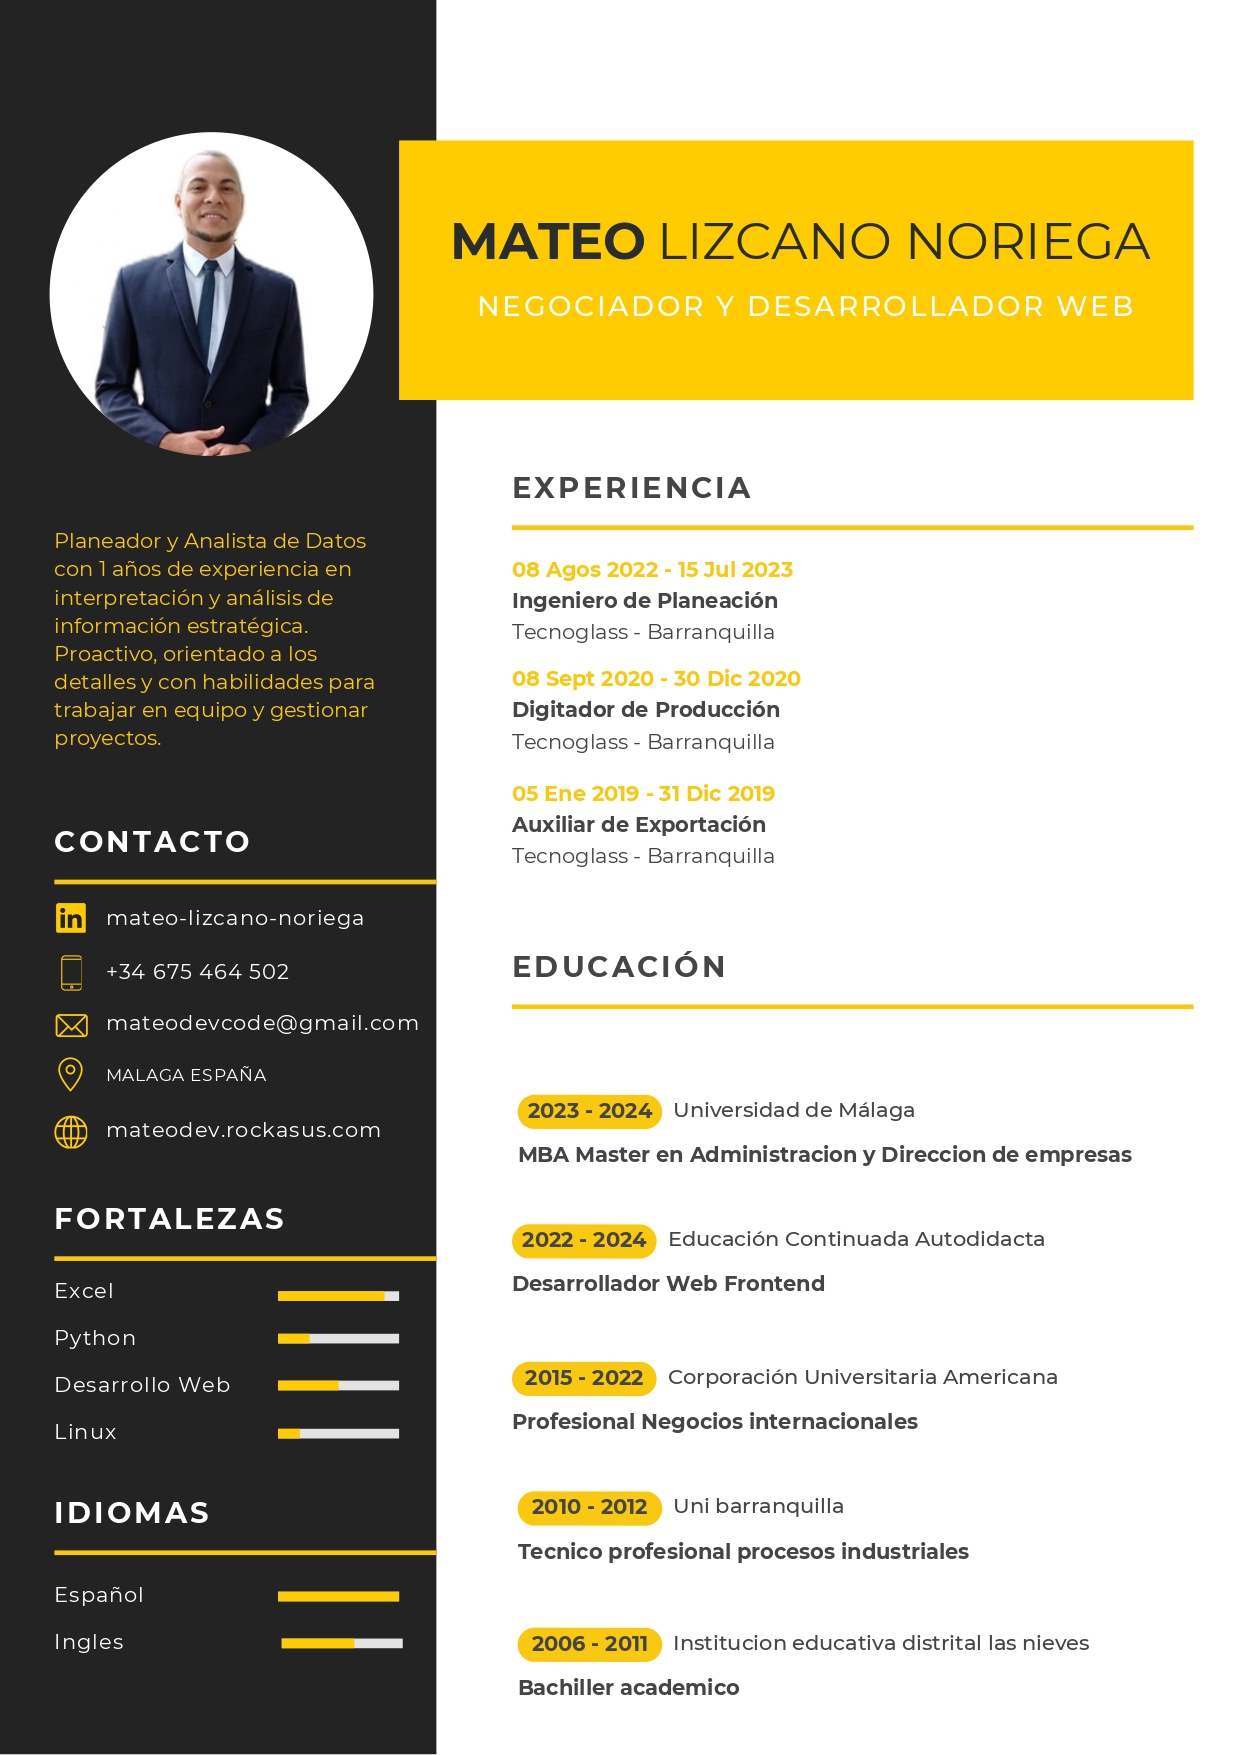 MATEO LIZCANO NORIEGA
NEGOCIADOR Y DESARROLLADOR WEB
Planeador y Analista de Datos
con 1 años de experiencia en
interpretación y análisis de
información estratégica.
Proactivo, orientado a los
detalles y con habilidades para
trabajar en equipo y gestionar
proyectos.
CONTACTO
in mateo-lizcano-noriega
+34 675 464 502
mateodevcode@gmail.com
MALAGA ESPAÑA
mateodev.rockasus.com
FORTALEZAS
Excel
Python
Desarrollo Web
Linux
IDIOMAS
Español
Ingles
EXPERIENCIA
08 Agos 2022 - 15 Jul 2023
Ingeniero de Planeación
Tecnoglass - Barranquilla
08 Sept 2020 - 30 Dic 2020
Digitador de Producción
Tecnoglass - Barranquilla
05 Ene 2019 - 31 Dic 2019
Auxiliar de Exportación
Tecnoglass - Barranquilla
EDUCACIÓN
2023 - 2024 Universidad de Málaga
MBA Master en Administracion y Direccion de empresas
2022 - 2024 Educación Continuada Autodidacta
Desarrollador Web Frontend
2015 - 2022 Corporación Universitaria Americana
Profesional Negocios internacionales
2010 - 2012 Uni barranquilla
Tecnico profesional procesos industriales
2006 - 2011 Institucion educativa distrital las nieves
Bachiller academico